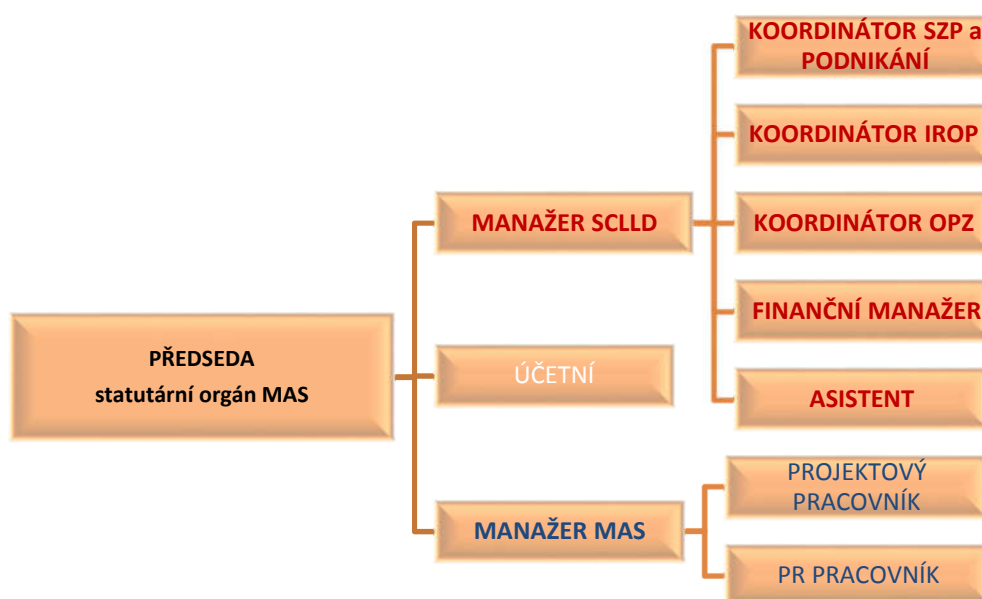 PŘEDSEDA
statutární orgán MAS
MANAŽER SCLLD
KOORDINÁTOR SZP a
PODNIKÁNÍ
KOORDINÁTOR IROP
KOORDINÁTOR OPZ
FINANČNÍ MANAŽER
ASISTENT
ÚČETNÍ
MANAŽER MAS
PROJEKTOVÝ
PRACOVNÍK
PR PRACOVNÍK